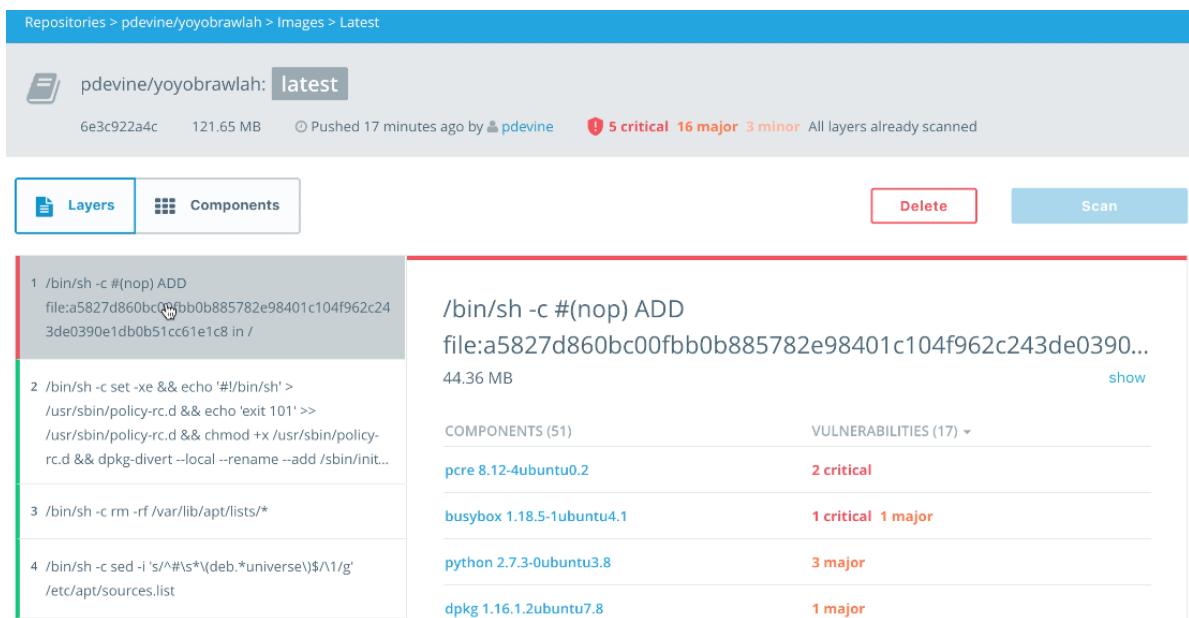 Repositories > pdevine/yoyobrawlah > Images > Latest
pdevine/yoyobrawlah: latest
6e3c922a4c 121.65 MB Pushed 17 minutes ago by pdevine 5 critical 16 major 3 minor All layers already scanned
Layers Components Delete Scan
1 /bin/sh -c #(nop) ADD
file:a5827d860bc00fbb0b885782e98401c104f962c24
3de0390e1db0b51cc61e1c8 in /
2 /bin/sh -c set -xe && echo '#!/bin/sh' >
/usr/sbin/policy-rc.d && echo 'exit 101' >>
/usr/sbin/policy-rc.d && chmod +x /usr/sbin/policy-
rc.d && dpkg-divert --local --rename --add /sbin/init...
3 /bin/sh -c rm -rf /var/lib/apt/lists/*
4 /bin/sh -c sed -i 's/^#\s*\(deb.*universe\)$/\1/g'
/etc/apt/sources.list
/bin/sh -c #(nop) ADD
file:a5827d860bc00fbb0b885782e98401c104f962c243de0390...
44.36 MB show
COMPONENTS (51) VULNERABILITIES (17)
pcre 8.12-4ubuntu0.2 2 critical
busybox 1.18.5-1ubuntu4.1 1 critical 1 major
python 2.7.3-0ubuntu3.8 3 major
dpkg 1.16.1.2ubuntu7.8 1 major